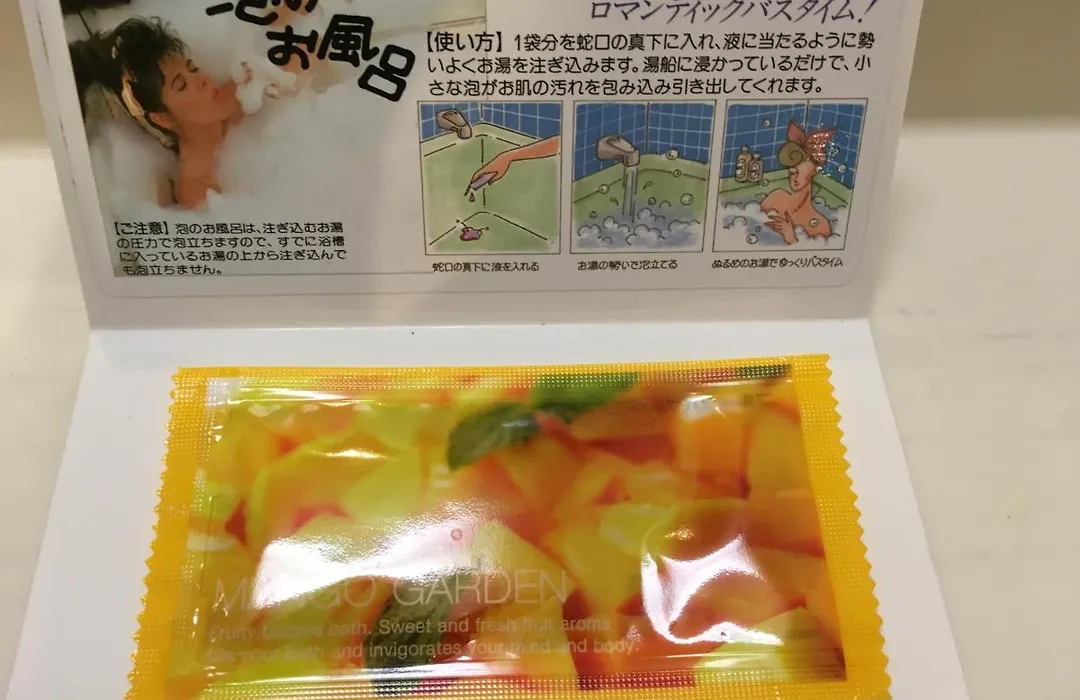 泡の
お風呂
ロマンティックバスタイム!
【使い方】1袋分を蛇口の真下に入れ、液に当たるように勢
いよくお湯を注ぎ込みます。湯船に浸かっているだけで、小
さな泡がお肌の汚れを包み込み引き出してくれます。
【ご注意】泡のお風呂は、注ぎ込むお湯
の圧力で泡立ちますので、すでに浴槽
に入っているお湯の上から注ぎ込んで
も泡立ちません。
蛇口の真下に液を入れる
お湯の勢いで泡立てる
ぬるめのお湯でゆっくりバスタイム
MANGO GARDEN
Fruity bubble bath. Sweet and fresh fruit aroma
fills your bath and invigorates your mind and body.